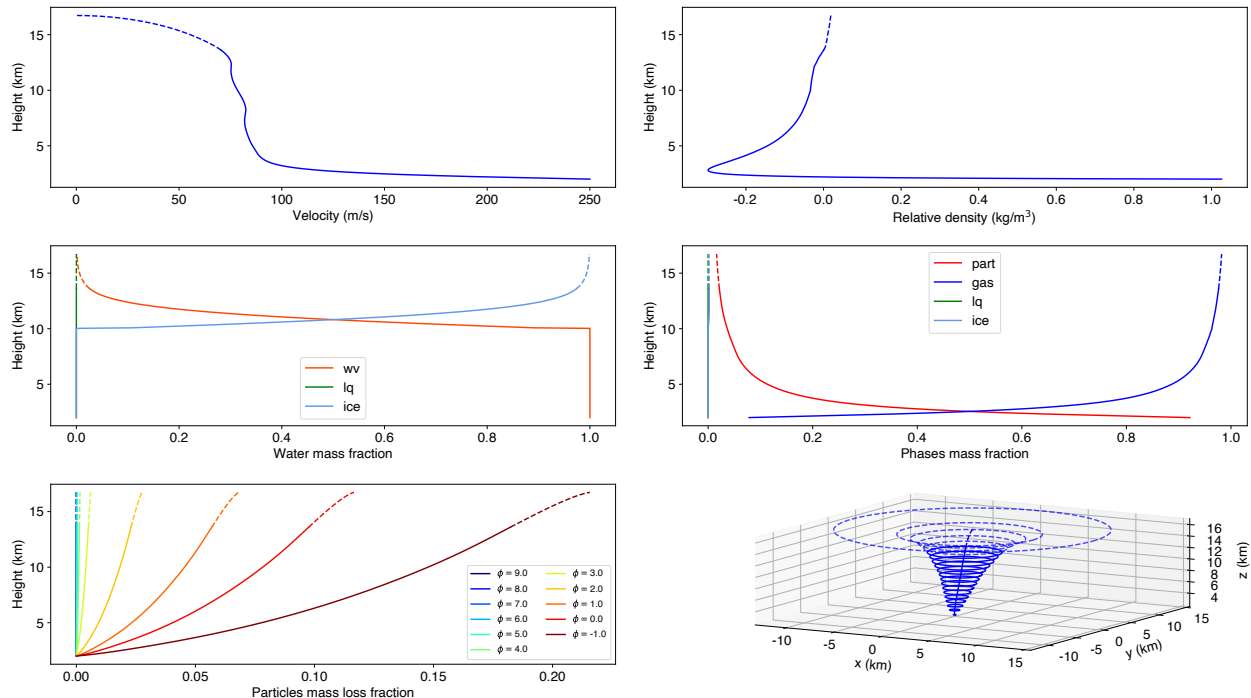 Height (km)
15
10
5
0
50
100
150
200
250
Velocity (m/s)
Height (km)
15
10
5
-0.2
0.0
0.2
0.4
0.6
0.8
1.0
Relative density (kg/m³)
Height (km)
15
10
5
wv
lq
ice
0.0
0.2
0.4
0.6
0.8
1.0
Water mass fraction
Height (km)
15
10
5
part
gas
lq
ice
0.0
0.2
0.4
0.6
0.8
1.0
Phases mass fraction
Height (km)
15
10
5
ϕ = 9.0
ϕ = 8.0
ϕ = 7.0
ϕ = 6.0
ϕ = 5.0
ϕ = 4.0
ϕ = 3.0
ϕ = 2.0
ϕ = 1.0
ϕ = 0.0
ϕ = -1.0
0.00
0.05
0.10
0.15
0.20
Particles mass loss fraction
16
14
12
10
8
6
4
z (km)
-10
-5
0
5
10
15
x (km)
-10
-5
0
5
10
15
y (km)